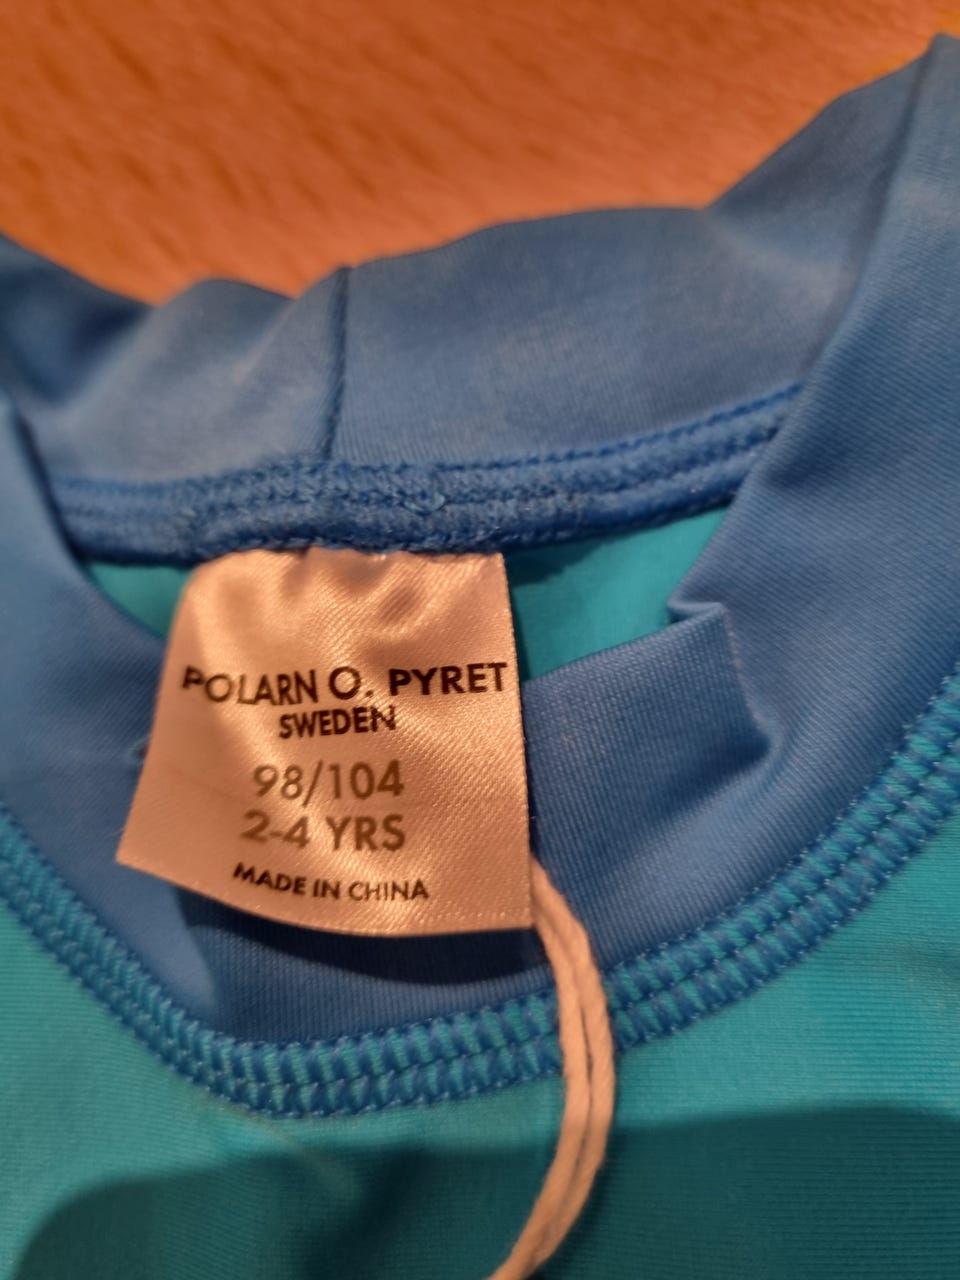 POLARN O. PYRET
SWEDEN
98/104
2-4 YRS
MADE IN CHINA